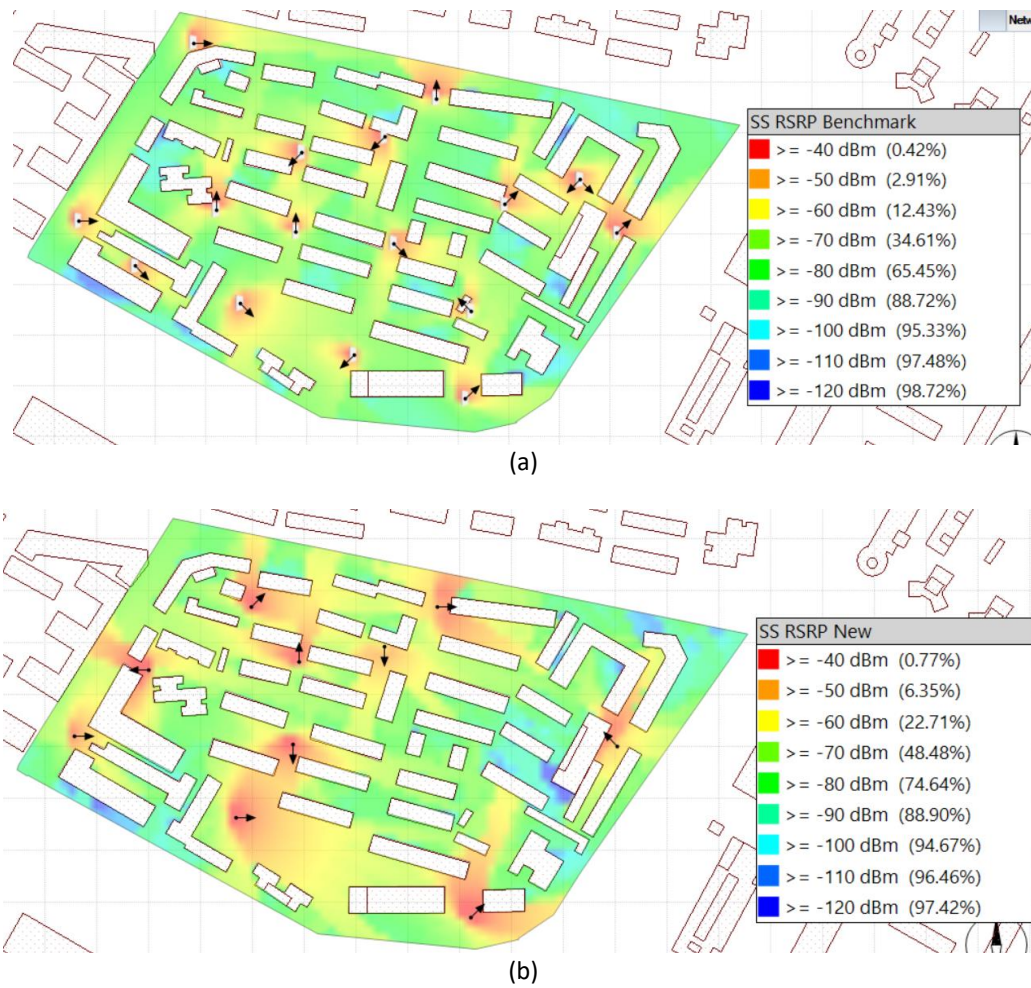 Netw
SS RSRP Benchmark
>= -40 dBm (0.42%)
>= -50 dBm (2.91%)
>= -60 dBm (12.43%)
>= -70 dBm (34.61%)
>= -80 dBm (65.45%)
>= -90 dBm (88.72%)
>= -100 dBm (95.33%)
>= -110 dBm (97.48%)
>= -120 dBm (98.72%)
(a)
SS RSRP New
>= -40 dBm (0.77%)
>= -50 dBm (6.35%)
>= -60 dBm (22.71%)
>= -70 dBm (48.48%)
>= -80 dBm (74.64%)
>= -90 dBm (88.90%)
>= -100 dBm (94.67%)
>= -110 dBm (96.46%)
>= -120 dBm (97.42%)
(b)